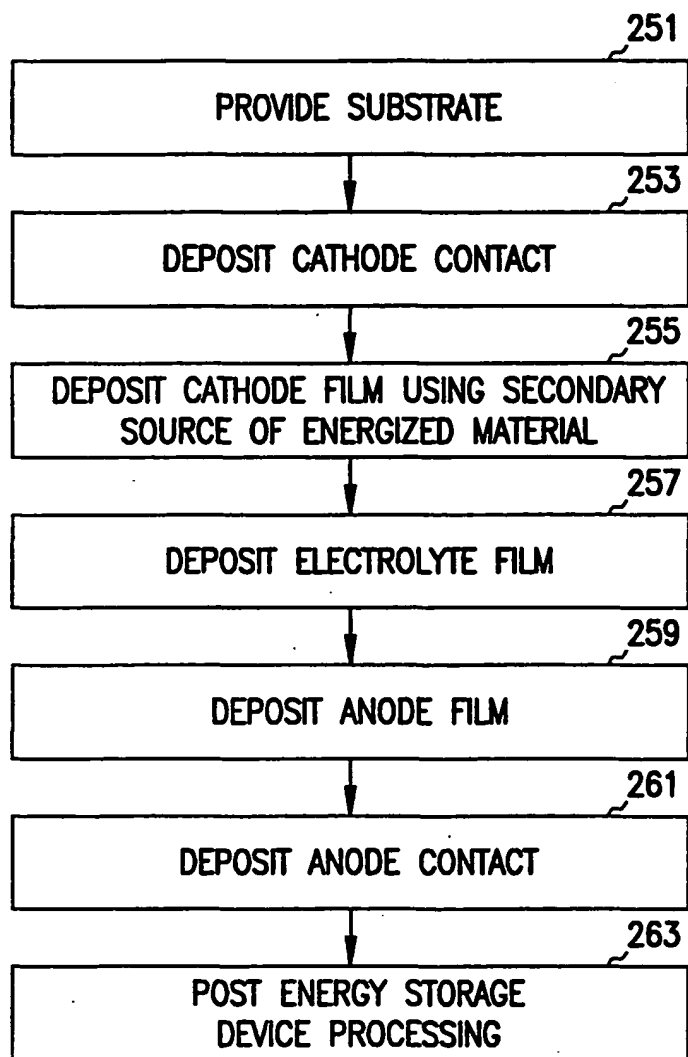 251
PROVIDE SUBSTRATE
253
DEPOSIT CATHODE CONTACT
255
DEPOSIT CATHODE FILM USING SECONDARY
SOURCE OF ENERGIZED MATERIAL
257
DEPOSIT ELECTROLYTE FILM
259
DEPOSIT ANODE FILM
261
DEPOSIT ANODE CONTACT
263
POST ENERGY STORAGE
DEVICE PROCESSING